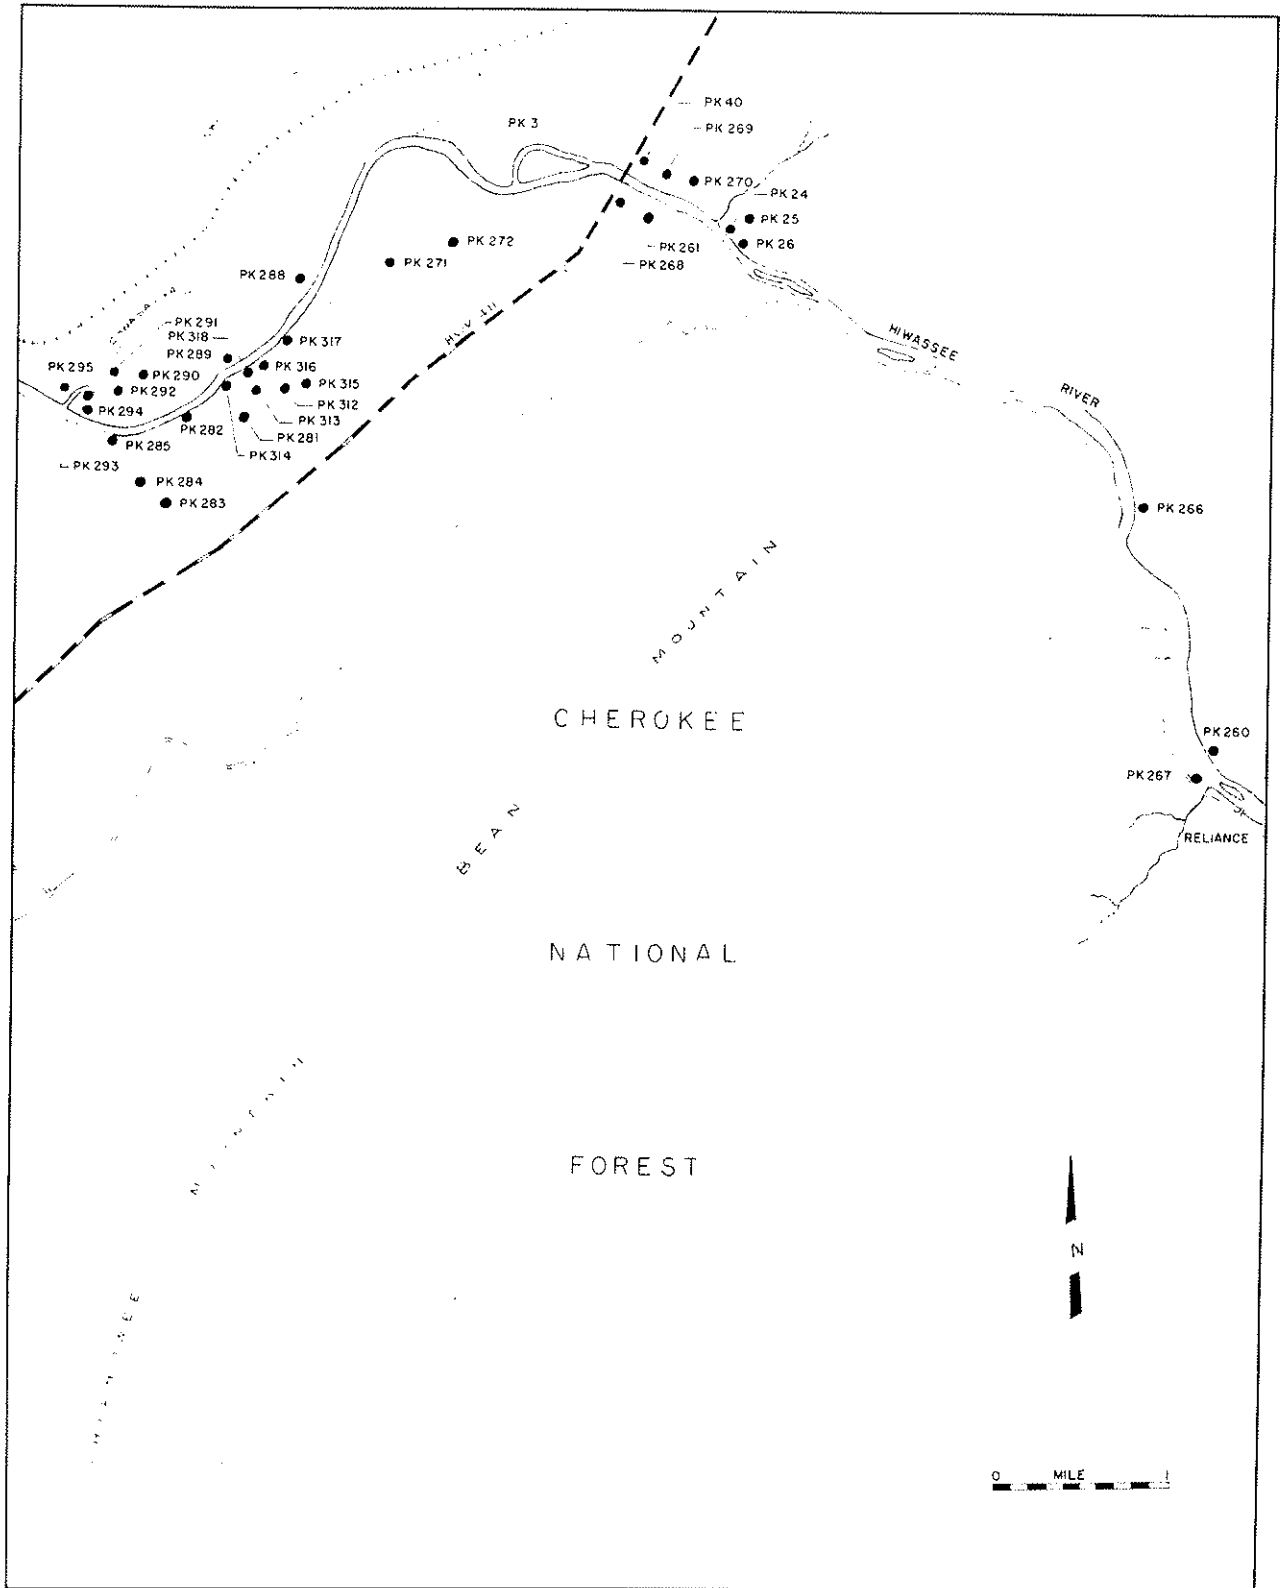 PK 40
PK 269
PK 3
PK 270
PK 24
PK 25
PK 26
PK 261
PK 268
PK 272
PK 271
PK 288
HWY 411
PK 291
PK 318
PK 317
PK 289
PK 316
PK 295
PK 290
PK 315
PK 292
PK 312
PK 294
PK 313
PK 282
PK 281
PK 285
PK 314
PK 293
PK 284
PK 283
HIWASSEE
RIVER
PK 266
MOUNTAIN
CHEROKEE
PK 260
PK 267
RELIANCE
BEAN
NATIONAL
FOREST
N
0 MILE 1